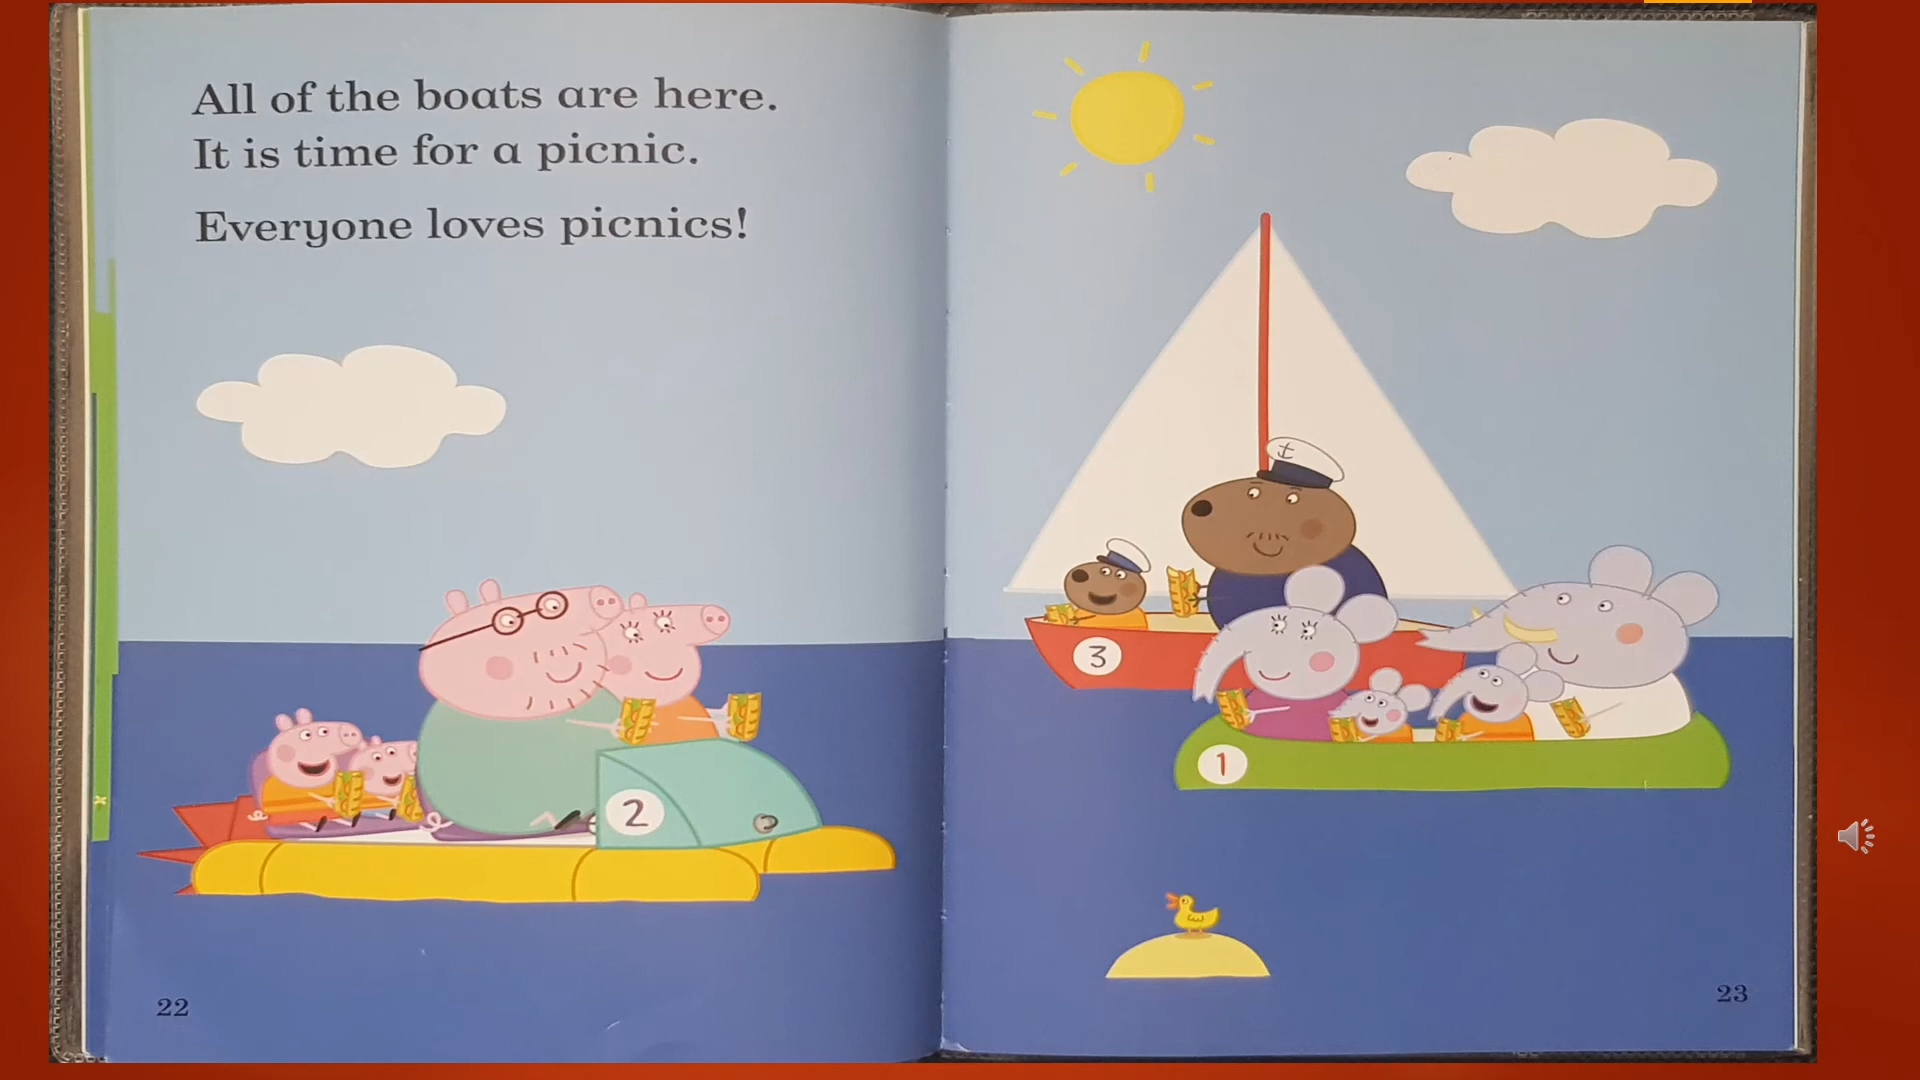 All of the boats are here.
It is time for a picnic.
Everyone loves picnics!
3
1
2
22
23